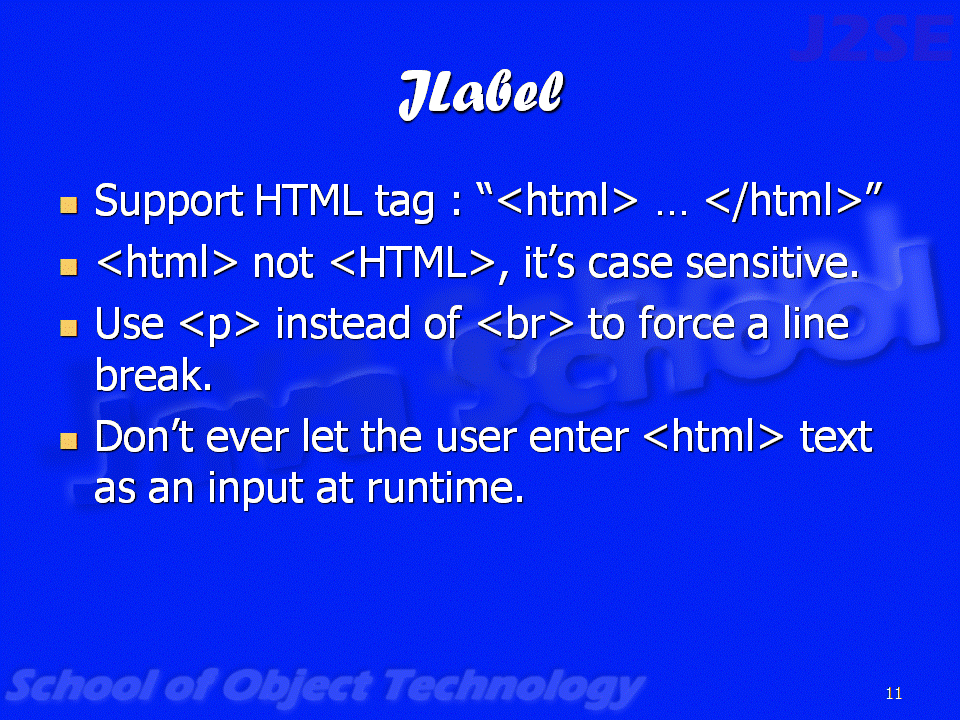 J2SE
JLabel
Support HTML tag : “<html> … </html>”
<html> not <HTML>, it’s case sensitive.
Use <p> instead of <br> to force a line
break.
Don’t ever let the user enter <html> text
as an input at runtime.
Java School
School of Object Technology
11